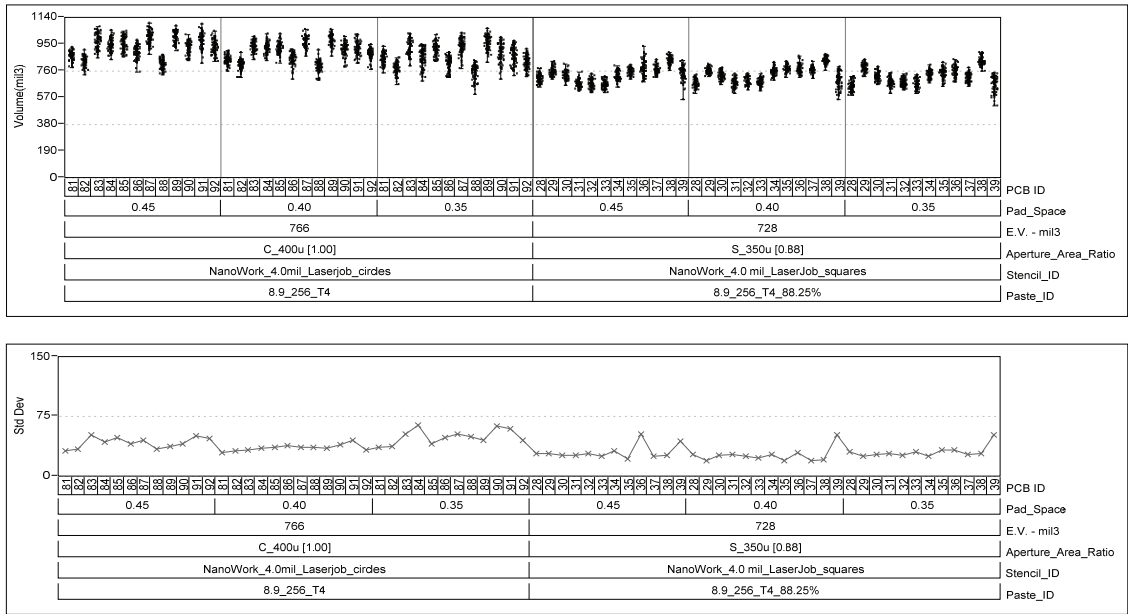 1140
950
760
570
380
190
0
Volume(mil3)
81 82 83 84 85 86 87 88 89 90 91 92 81 82 83 84 85 86 87 88 89 90 91 92 81 82 83 84 85 86 87 88 89 90 91 92 28 29 30 31 32 33 34 35 36 37 38 39 28 29 30 31 32 33 34 35 36 37 38 39 28 29 30 31 32 33 34 35 36 37 38 39 PCB ID
0.45 0.40 0.35 0.45 0.40 0.35 Pad_Space
766 728 E.V. - mil3
C_400u [1.00] S_350u [0.88] Aperture_Area_Ratio
NanoWork_4.0mil_Laserjob_cirdes NanoWork_4.0 mil_LaserJob_squares Stencil_ID
8.9_256_T4 8.9_256_T4_88.25% Paste_ID
150
75
0
Std Dev
81 82 83 84 85 86 87 88 89 90 91 92 81 82 83 84 85 86 87 88 89 90 91 92 81 82 83 84 85 86 87 88 89 90 91 92 28 29 30 31 32 33 34 35 36 37 38 39 28 29 30 31 32 33 34 35 36 37 38 39 28 29 30 31 32 33 34 35 36 37 38 39 PCB ID
0.45 0.40 0.35 0.45 0.40 0.35 Pad_Space
766 728 E.V. - mil3
C_400u [1.00] S_350u [0.88] Aperture_Area_Ratio
NanoWork_4.0mil_Laserjob_cirdes NanoWork_4.0 mil_LaserJob_squares Stencil_ID
8.9_256_T4 8.9_256_T4_88.25% Paste_ID